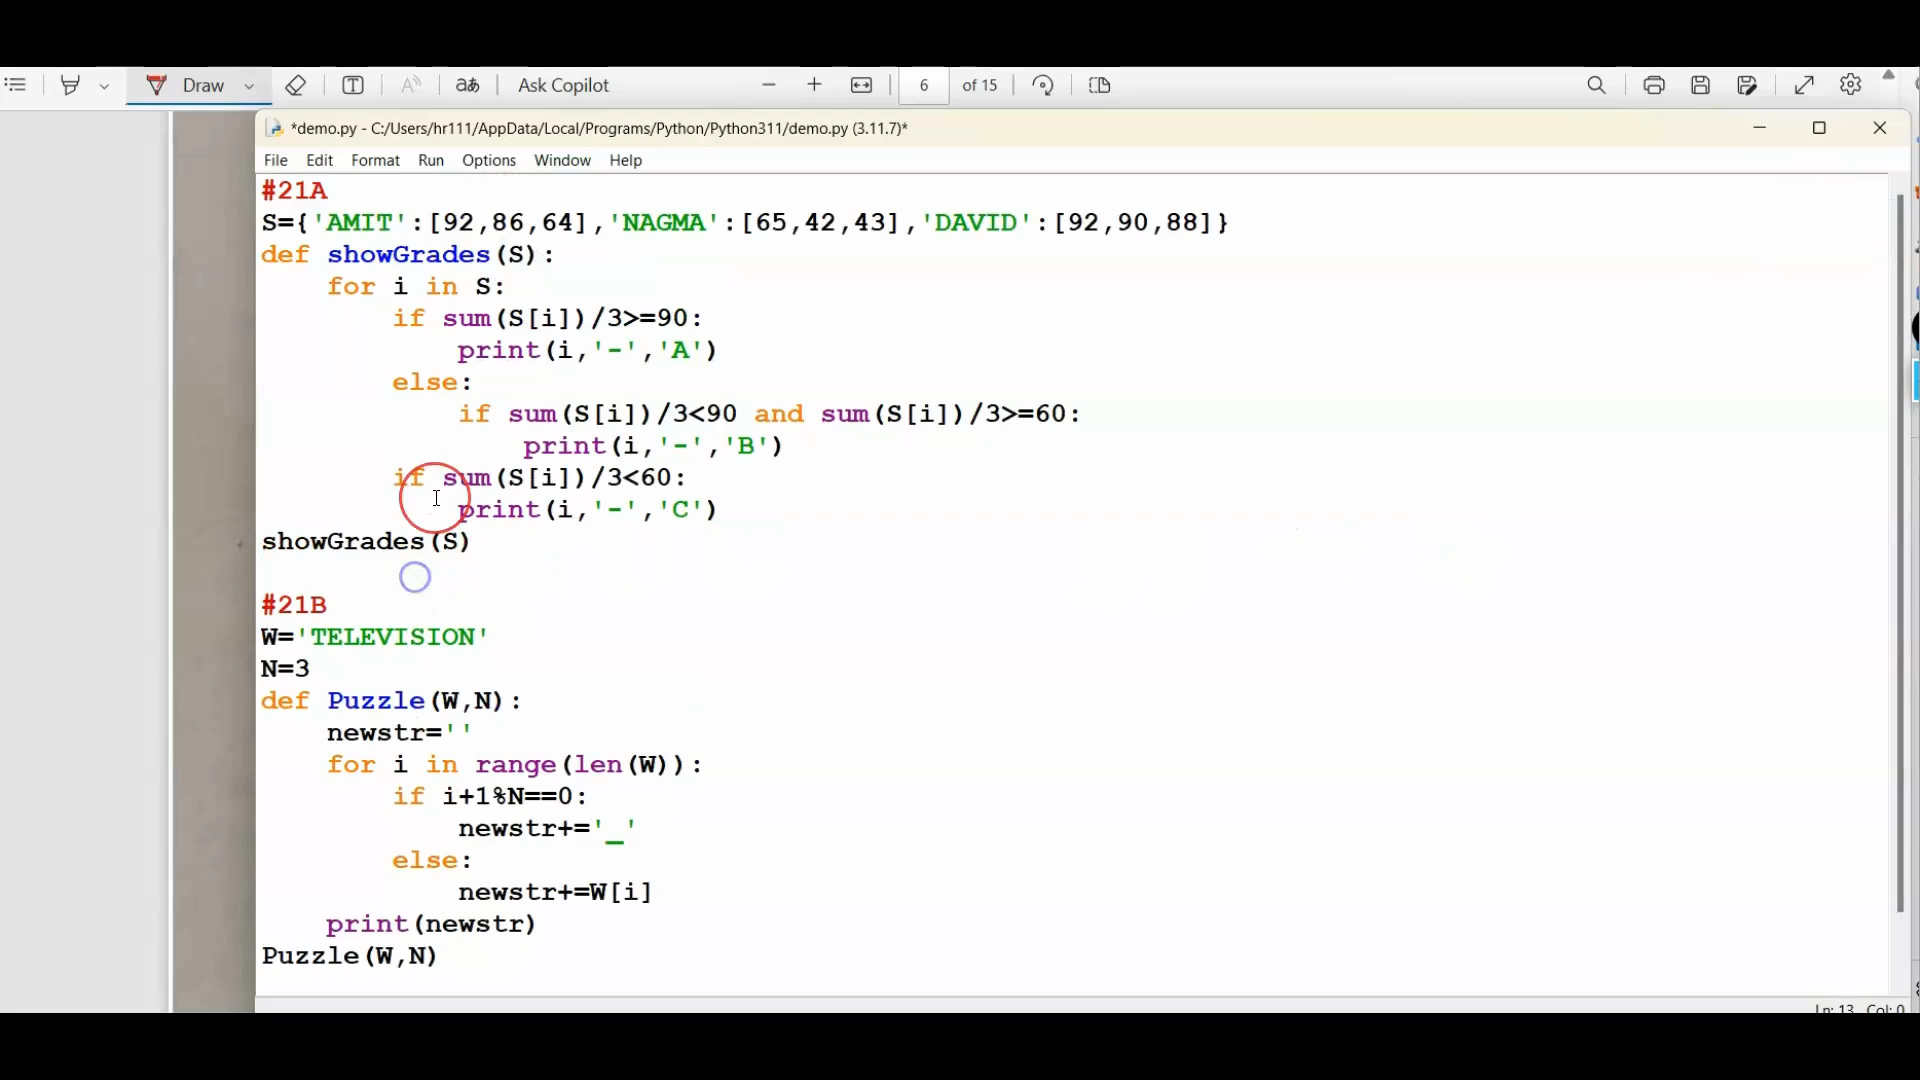 Draw
Ask Copilot
6 of 15
*demo.py - C:/Users/hr111/AppData/Local/Programs/Python/Python311/demo.py (3.11.7)*
File Edit Format Run Options Window Help
#21A
S={'AMIT':[92,86,64],'NAGMA':[65,42,43],'DAVID':[92,90,88]}
def showGrades(S):
    for i in S:
        if sum(S[i])/3>=90:
            print(i,'-','A')
        else:
            if sum(S[i])/3<90 and sum(S[i])/3>=60:
                print(i,'-','B')
        if sum(S[i])/3<60:
            print(i,'-','C')
showGrades(S)
#21B
W='TELEVISION'
N=3
def Puzzle(W,N):
    newstr=''
    for i in range(len(W)):
        if i+1%N==0:
            newstr+='_'
        else:
            newstr+=W[i]
    print(newstr)
Puzzle(W,N)
Ln: 13 Col: 0